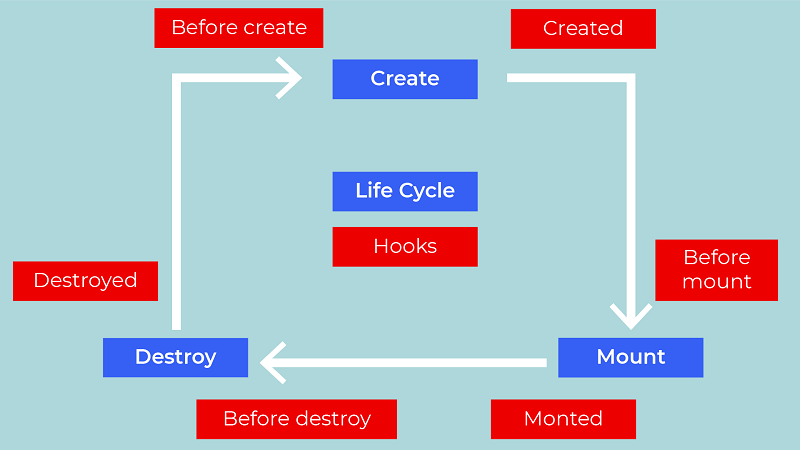 Before create
Created
Create
Life Cycle
Hooks
Before
mount
Destroyed
Destroy
Mount
Before destroy
Monted